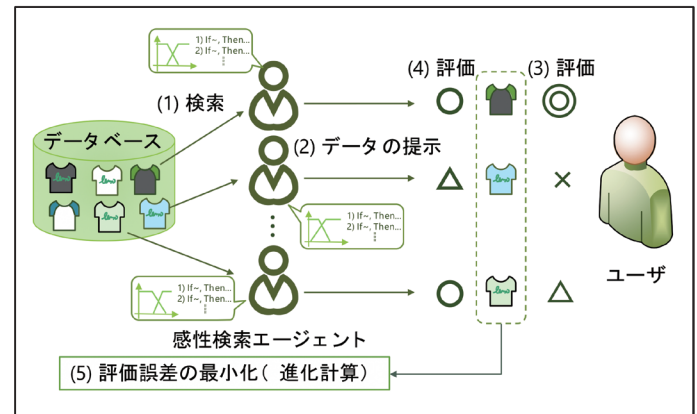 1) If~, Then...
2) If~, Then...
(1) 検索
(4) 評価
(3) 評価
データベース
(2) データの提示
1) If~, Then...
2) If~, Then...
1) If~, Then...
2) If~, Then...
ユーザ
感性検索エージェント
(5) 評価誤差の最小化( 進化計算)